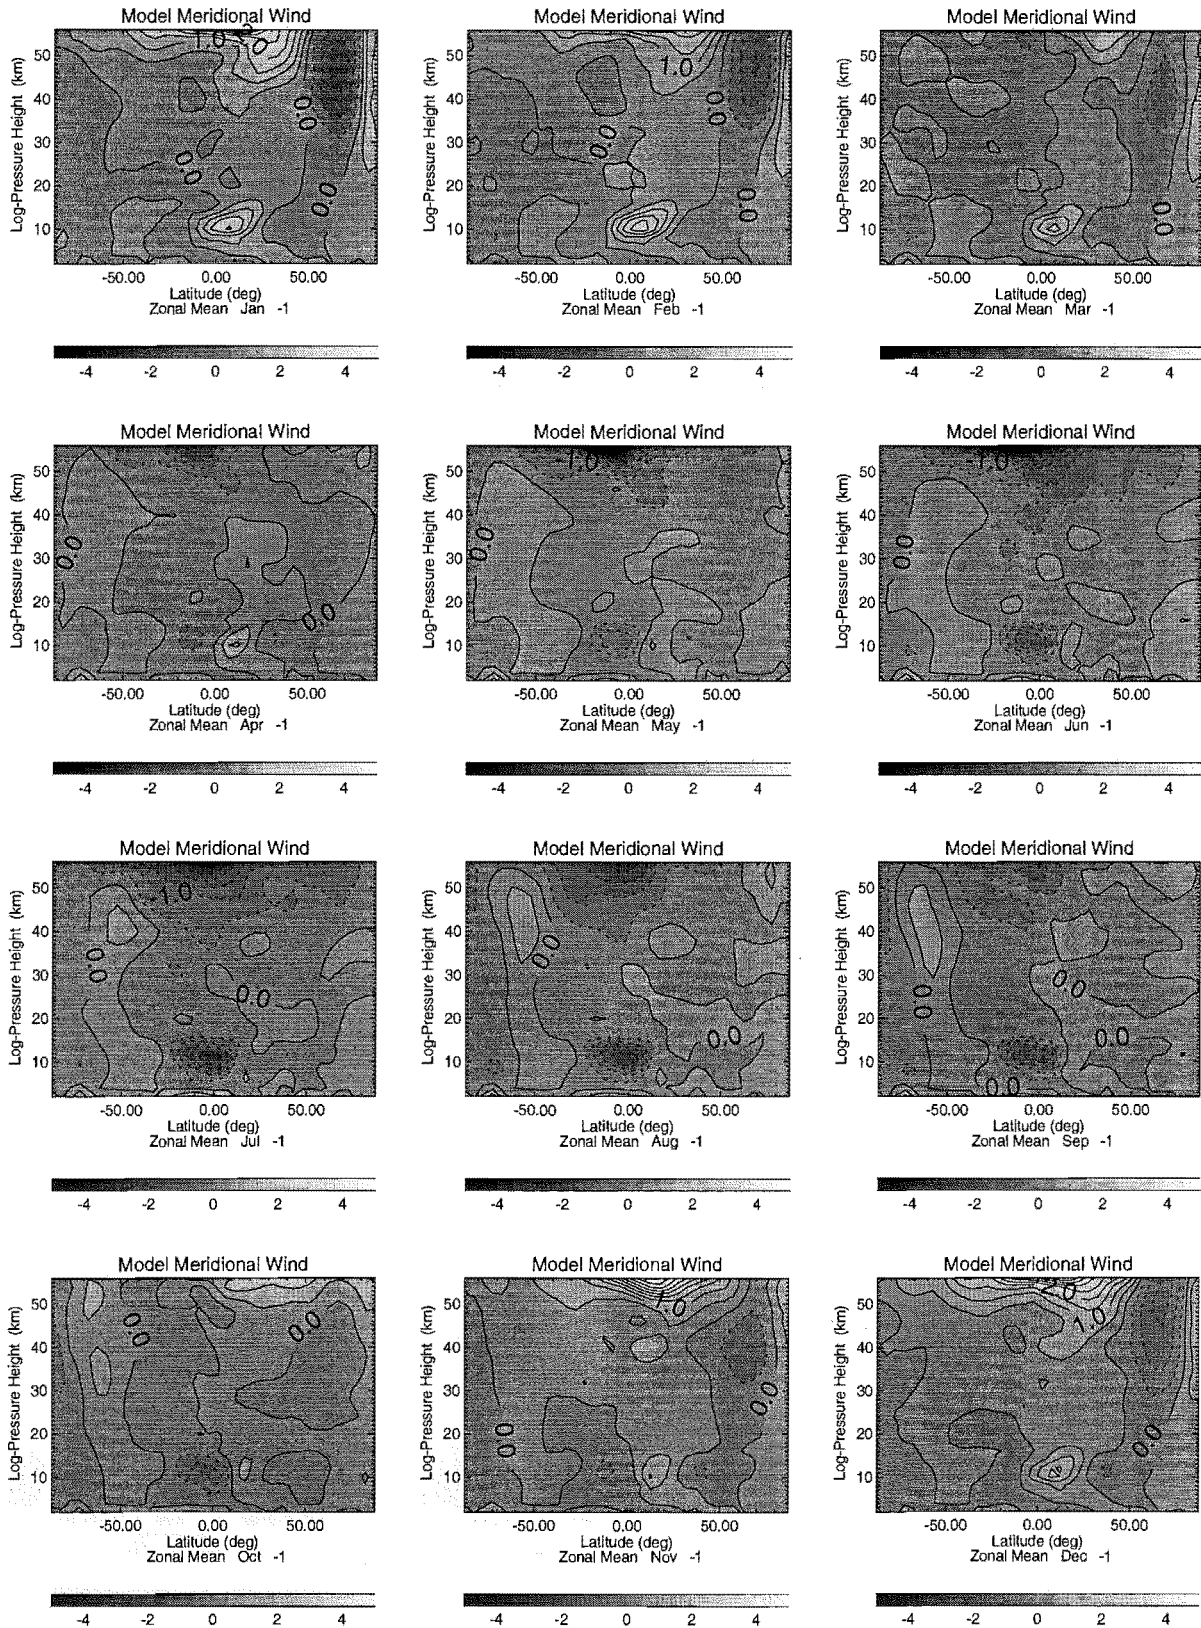 Model Meridional Wind Model Meridional Wind Model Meridional Wind
Log-Pressure Height (km) Log-Pressure Height (km) Log-Pressure Height (km)
50 50 50
40 40 40
30 30 30
20 20 20
10 10 10
1.0 2.0 0.0 0.0 0.0
1.0 0.0 0.0 0.0
0.0
-50.00 0.00 50.00 -50.00 0.00 50.00 -50.00 0.00 50.00
Latitude (deg) Latitude (deg) Latitude (deg)
Zonal Mean Jan -1 Zonal Mean Feb -1 Zonal Mean Mar -1
-4 -2 0 2 4 -4 -2 0 2 4 -4 -2 0 2 4
Model Meridional Wind Model Meridional Wind Model Meridional Wind
Log-Pressure Height (km) Log-Pressure Height (km) Log-Pressure Height (km)
50 50 50
40 40 40
30 30 30
20 20 20
10 10 10
0.0 0.0
-1.0 0.0
-1.0 0.0
-50.00 0.00 50.00 -50.00 0.00 50.00 -50.00 0.00 50.00
Latitude (deg) Latitude (deg) Latitude (deg)
Zonal Mean Apr -1 Zonal Mean May -1 Zonal Mean Jun -1
-4 -2 0 2 4 -4 -2 0 2 4 -4 -2 0 2 4
Model Meridional Wind Model Meridional Wind Model Meridional Wind
Log-Pressure Height (km) Log-Pressure Height (km) Log-Pressure Height (km)
50 50 50
40 40 40
30 30 30
20 20 20
10 10 10
-1.0 0.0 0.0
0.0 0.0
0.0 0.0 0.0 0.0
-50.00 0.00 50.00 -50.00 0.00 50.00 -50.00 0.00 50.00
Latitude (deg) Latitude (deg) Latitude (deg)
Zonal Mean Jul -1 Zonal Mean Aug -1 Zonal Mean Sep -1
-4 -2 0 2 4 -4 -2 0 2 4 -4 -2 0 2 4
Model Meridional Wind Model Meridional Wind Model Meridional Wind
Log-Pressure Height (km) Log-Pressure Height (km) Log-Pressure Height (km)
50 50 50
40 40 40
30 30 30
20 20 20
10 10 10
0.0 0.0
1.0 0.0 0.0
2.0 1.0 0.0
-50.00 0.00 50.00 -50.00 0.00 50.00 -50.00 0.00 50.00
Latitude (deg) Latitude (deg) Latitude (deg)
Zonal Mean Oct -1 Zonal Mean Nov -1 Zonal Mean Dec -1
-4 -2 0 2 4 -4 -2 0 2 4 -4 -2 0 2 4